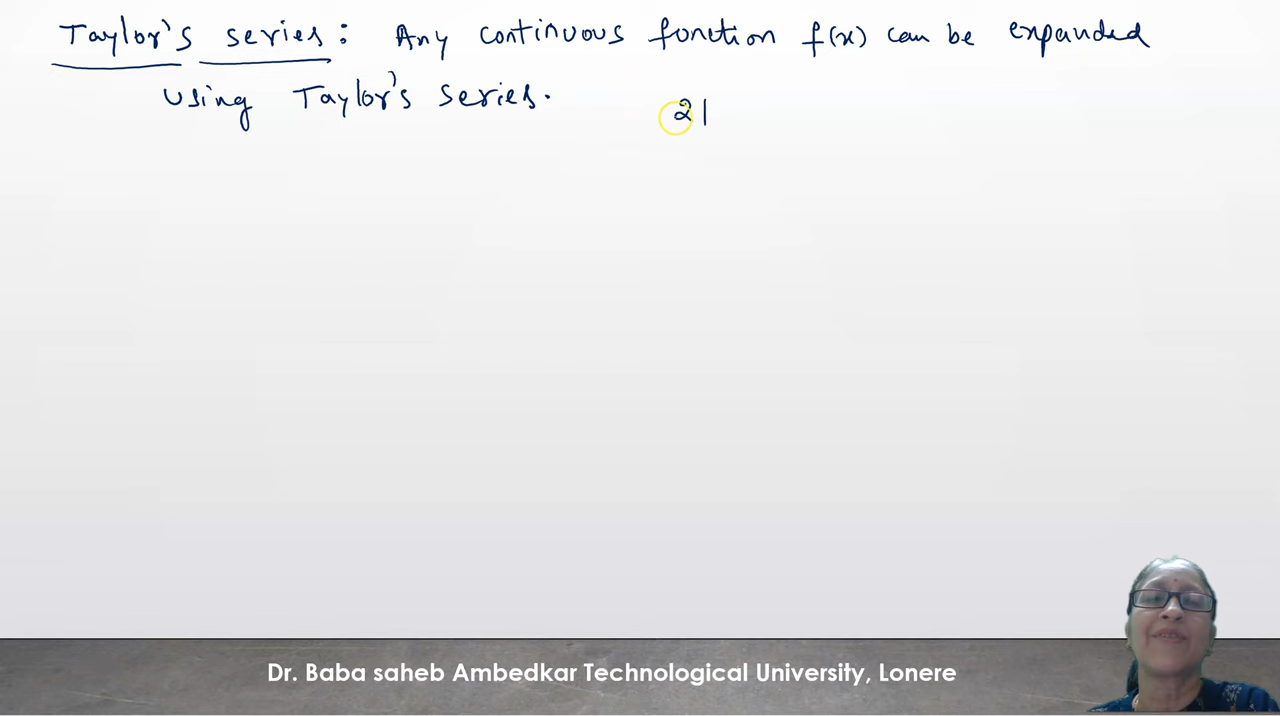 Taylor's series: Any continuous function f(x) can be expanded
using Taylor's series.
21
Dr. Baba saheb Ambedkar Technological University, Lonere